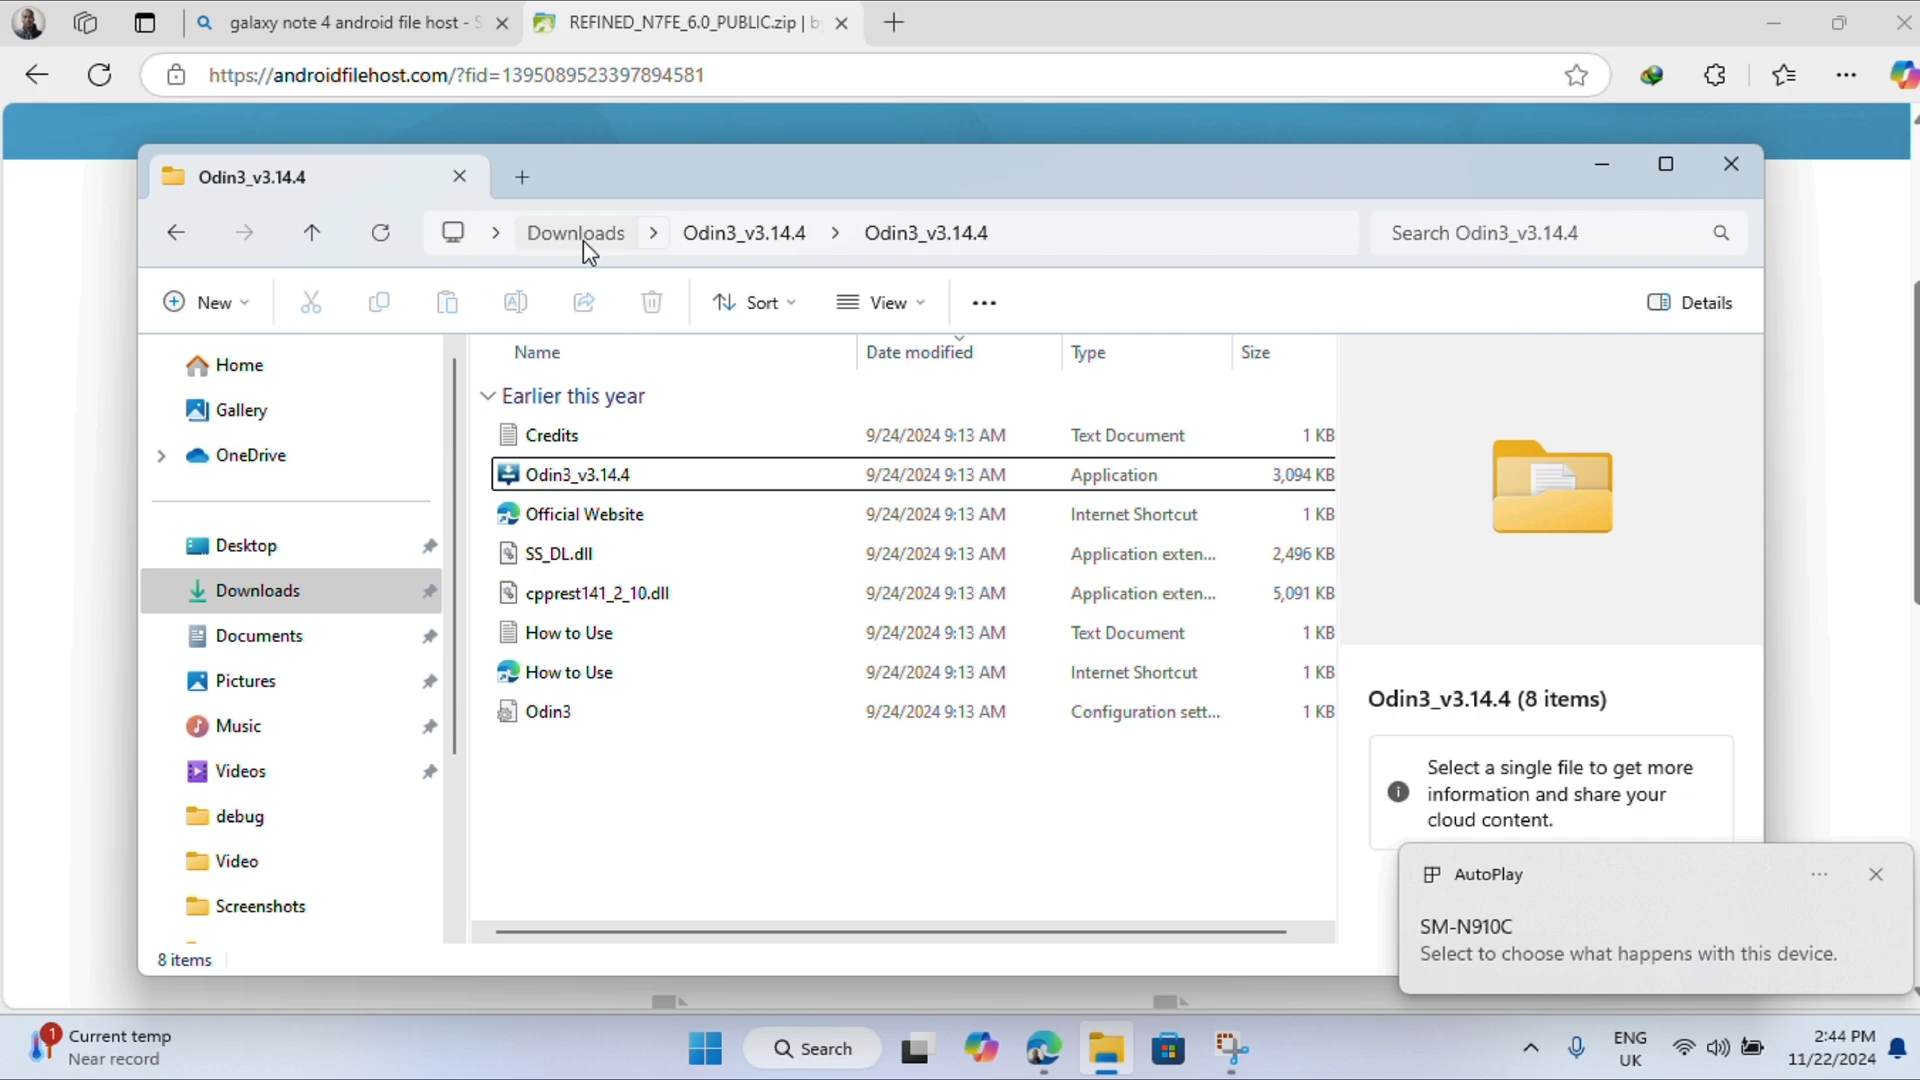 galaxy note 4 android file host - S
REFINED_N7FE_6.0_PUBLIC.zip | b
https://androidfilehost.com/?fid=1395089523397894581
Odin3_v3.14.4
Downloads > Odin3_v3.14.4 > Odin3_v3.14.4
Search Odin3_v3.14.4
New
Sort
View
Details
Home
Gallery
OneDrive
Desktop
Downloads
Documents
Pictures
Music
Videos
debug
Video
Screenshots
Name Date modified Type Size
Earlier this year
Credits 9/24/2024 9:13 AM Text Document 1 KB
Odin3_v3.14.4 9/24/2024 9:13 AM Application 3,094 KB
Official Website 9/24/2024 9:13 AM Internet Shortcut 1 KB
SS_DL.dll 9/24/2024 9:13 AM Application exten... 2,496 KB
cpprest141_2_10.dll 9/24/2024 9:13 AM Application exten... 5,091 KB
How to Use 9/24/2024 9:13 AM Text Document 1 KB
How to Use 9/24/2024 9:13 AM Internet Shortcut 1 KB
Odin3 9/24/2024 9:13 AM Configuration sett... 1 KB
Odin3_v3.14.4 (8 items)
Select a single file to get more
information and share your
cloud content.
8 items
AutoPlay
SM-N910C
Select to choose what happens with this device.
1
Current temp
Near record
Search
ENG
UK
2:44 PM
11/22/2024